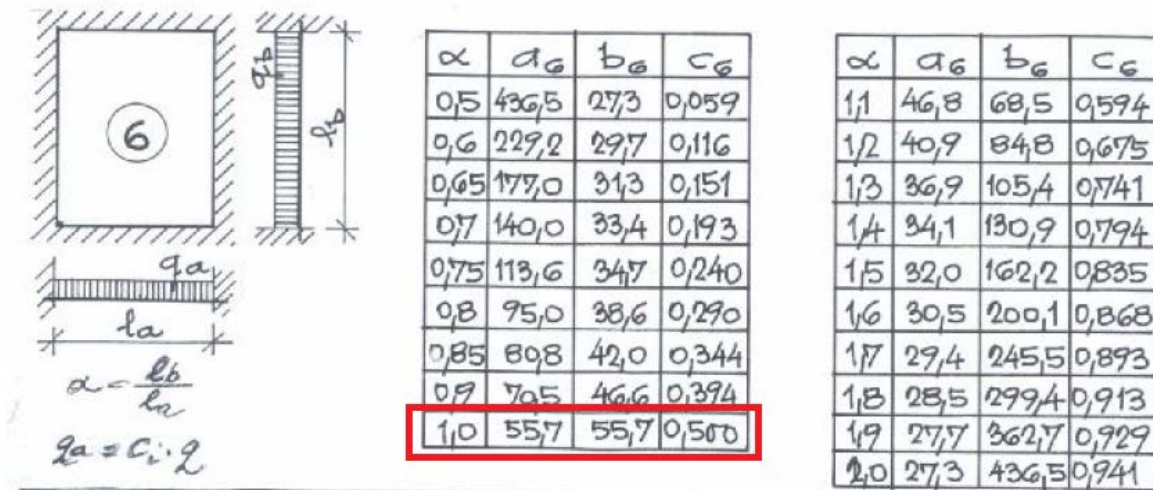 6
qb
lb
qa
la
α = lb/la
qa = Ci·q
α a6 b6 c6
0,5 436,5 27,3 0,059
0,6 229,2 29,7 0,116
0,65 177,0 31,3 0,151
0,7 140,0 33,4 0,193
0,75 113,6 34,7 0,240
0,8 95,0 38,6 0,290
0,85 80,8 42,0 0,344
0,9 70,5 46,6 0,394
1,0 55,7 55,7 0,500
α a6 b6 c6
1,1 46,8 68,5 0,594
1,2 40,9 84,8 0,675
1,3 36,9 105,4 0,741
1,4 34,1 130,9 0,794
1,5 32,0 162,2 0,835
1,6 30,5 200,1 0,868
1,7 29,4 245,5 0,893
1,8 28,5 299,4 0,913
1,9 27,7 362,7 0,929
2,0 27,3 436,5 0,941